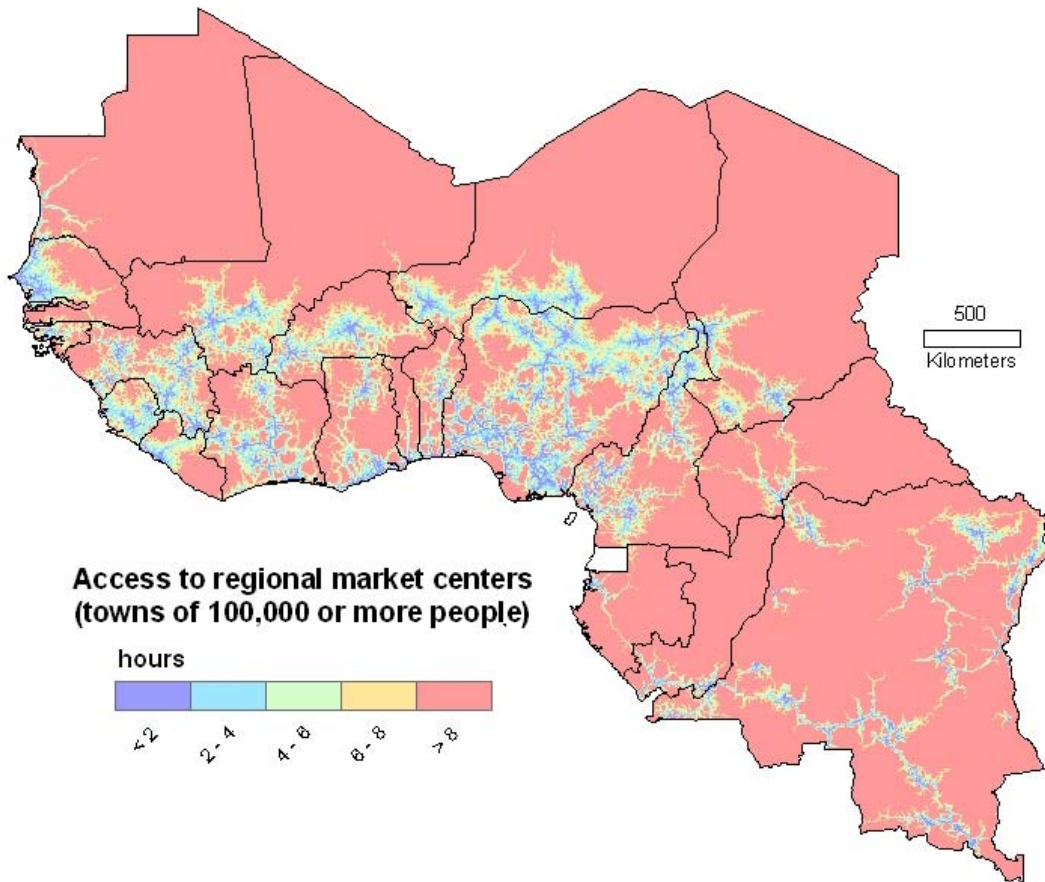 500
Kilometers
Access to regional market centers
(towns of 100,000 or more people)
hours
<2
2 - 4
4 - 6
6 - 8
>8